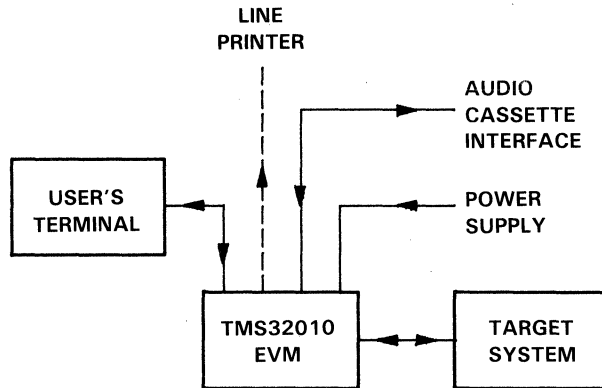 LINE
PRINTER
AUDIO
CASSETTE
INTERFACE
USER'S
TERMINAL
POWER
SUPPLY
TMS32010
EVM
TARGET
SYSTEM